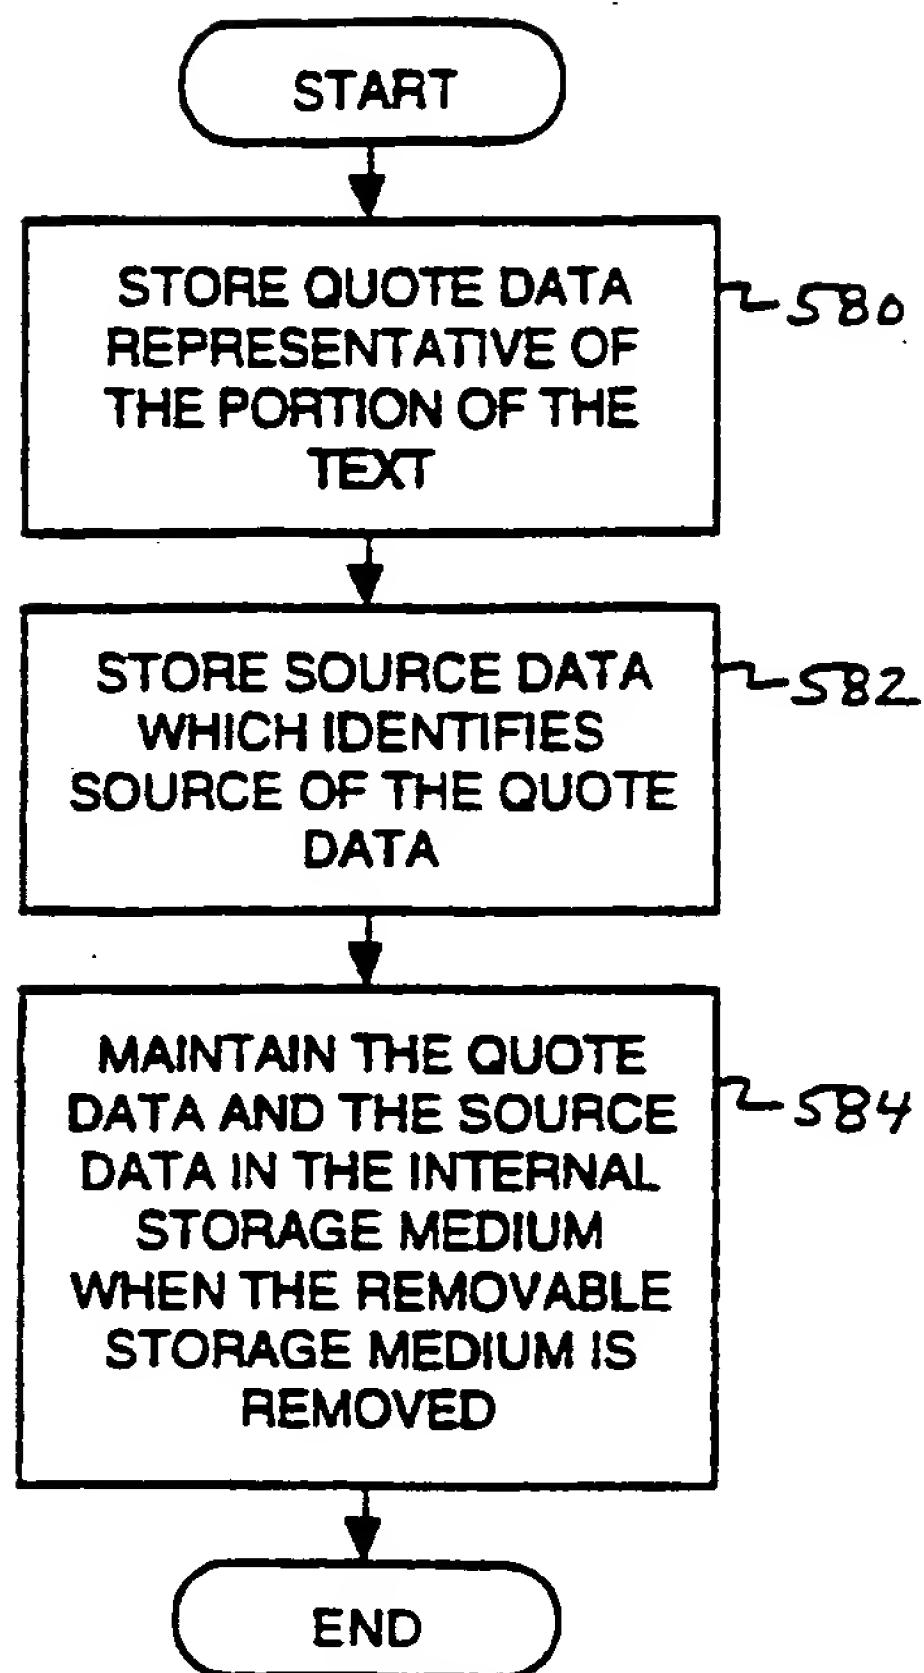 START
STORE QUOTE DATA
REPRESENTATIVE OF
THE PORTION OF THE
TEXT
580
STORE SOURCE DATA
WHICH IDENTIFIES
SOURCE OF THE QUOTE
DATA
582
MAINTAIN THE QUOTE
DATA AND THE SOURCE
DATA IN THE INTERNAL
STORAGE MEDIUM
WHEN THE REMOVABLE
STORAGE MEDIUM IS
REMOVED
584
END